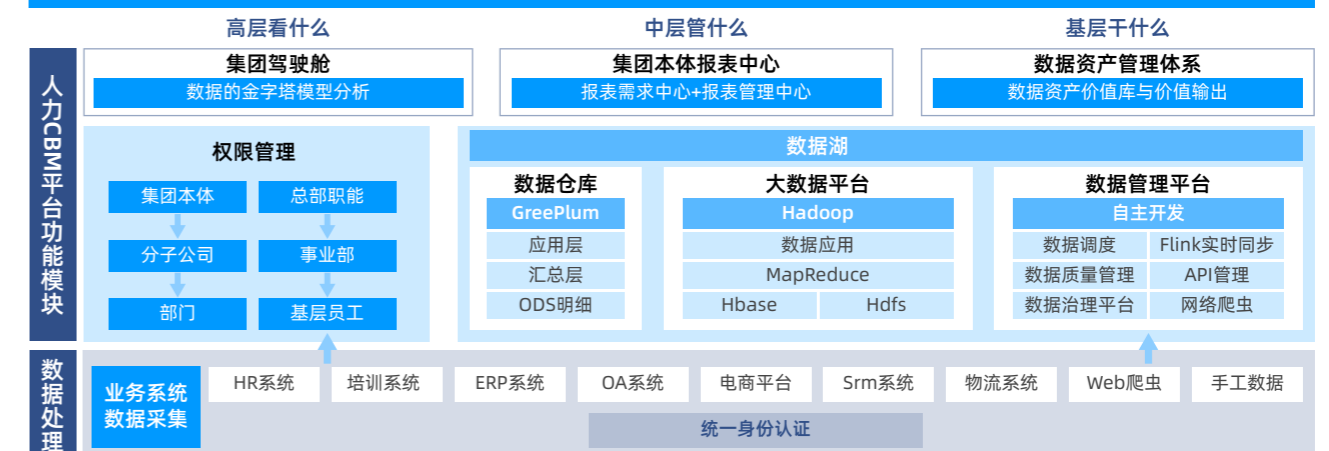 高层看什么
中层管什么
基层干什么
人力CBM平台功能模块
集团驾驶舱
数据的金字塔模型分析
集团本体报表中心
报表需求中心+报表管理中心
数据资产管理体系
数据资产价值库与价值输出
权限管理
集团本体
总部职能
分子公司
事业部
部门
基层员工
数据湖
数据仓库
GreePlum
应用层
汇总层
ODS明细
大数据平台
Hadoop
数据应用
MapReduce
Hbase
Hdfs
数据管理平台
自主开发
数据调度
Flink实时同步
数据质量管理
API管理
数据治理平台
网络爬虫
数据处理
业务系统
数据采集
HR系统
培训系统
ERP系统
OA系统
电商平台
Srm系统
物流系统
Web爬虫
手工数据
统一身份认证